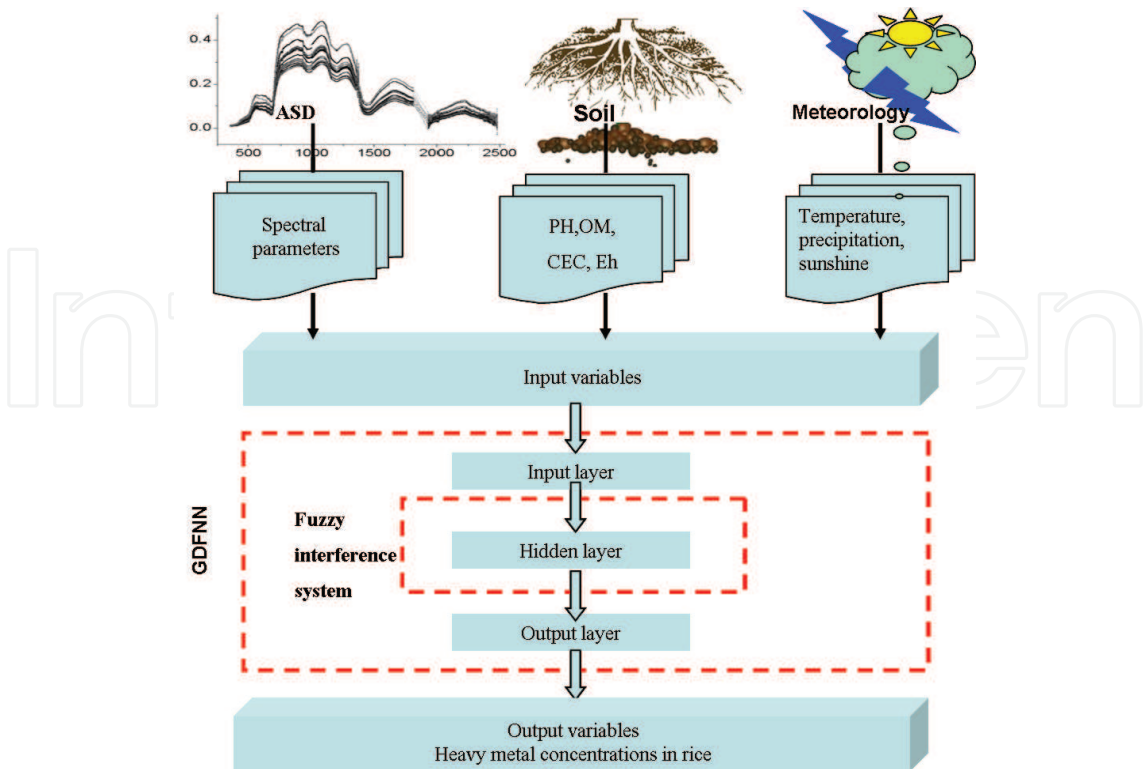 0.4
0.2
0.0
500
1000
1500
2000
2500
ASD
Soil
Meteorology
Spectral
parameters
PH,OM,
CEC, Eh
Temperature,
precipitation,
sunshine
Input variables
GDFNN
Input layer
Fuzzy
interference
system
Hidden layer
Output layer
Output variables
Heavy metal concentrations in rice